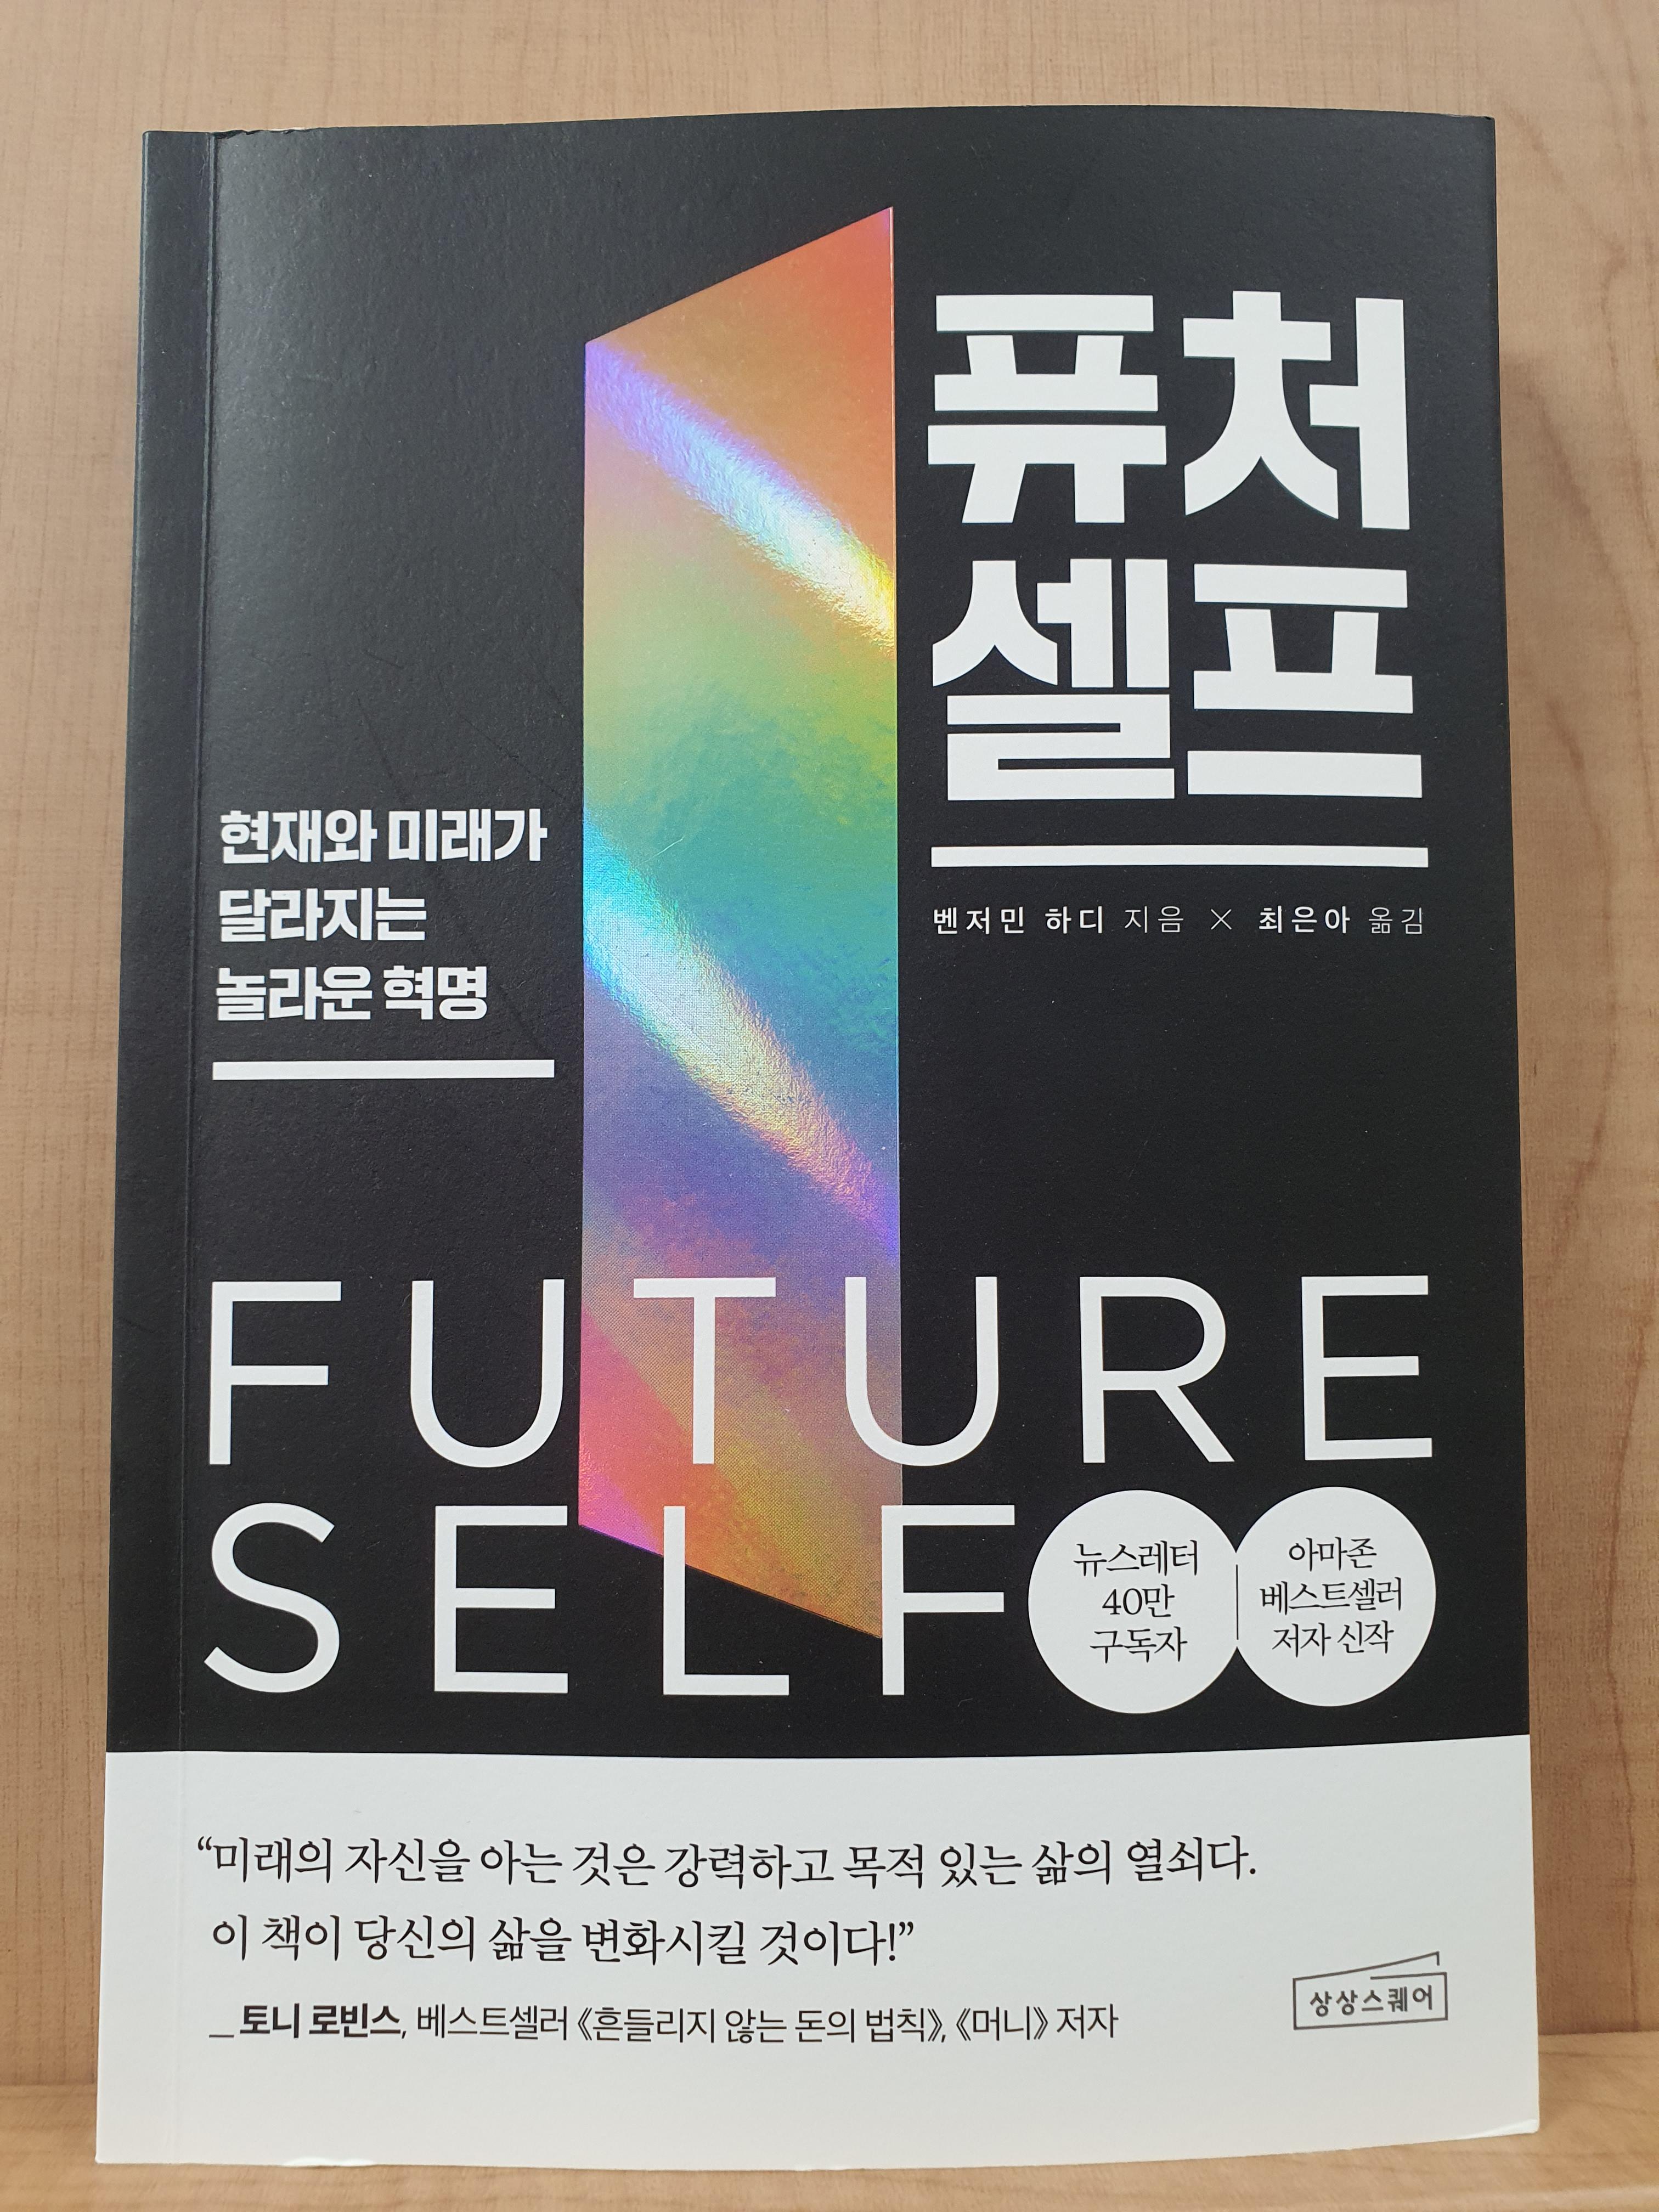 퓨처
셀프
벤저민 하디 지음 × 최은아 옮김
현재와 미래가
달라지는
놀라운 혁명
FUTURE
SELF
뉴스레터
40만
구독자
아마존
베스트셀러
저자 신작
“미래의 자신을 아는 것은 강력하고 목적 있는 삶의 열쇠다.
이 책이 당신의 삶을 변화시킬 것이다!”
_ 토니 로빈스, 베스트셀러 《흔들리지 않는 돈의 법칙》, 《머니》 저자
상상스퀘어